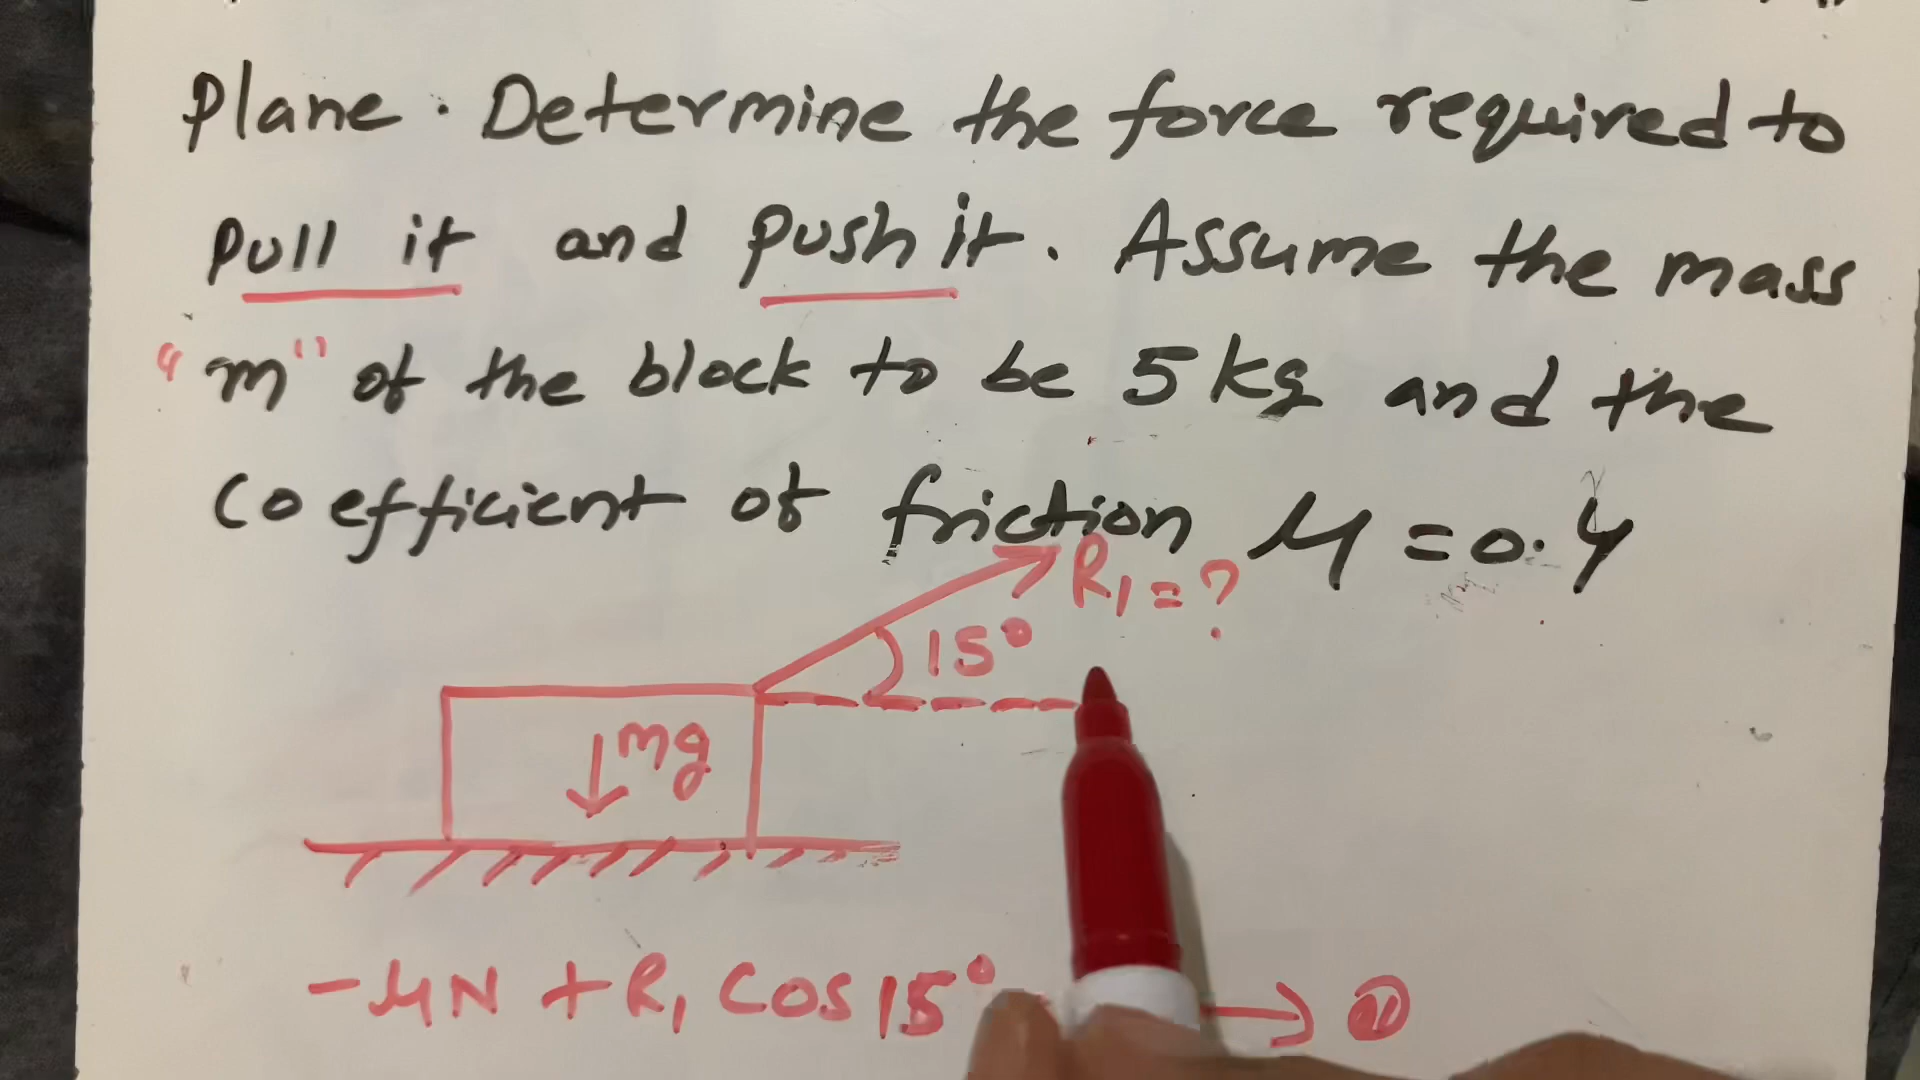 Plane. Determine the force required to
pull it and push it. Assume the mass
"m" of the block to be 5 kg and the
Coefficient of friction μ = 0.4
R₁ = ?
15°
mg
-μN + R₁ Cos 15°